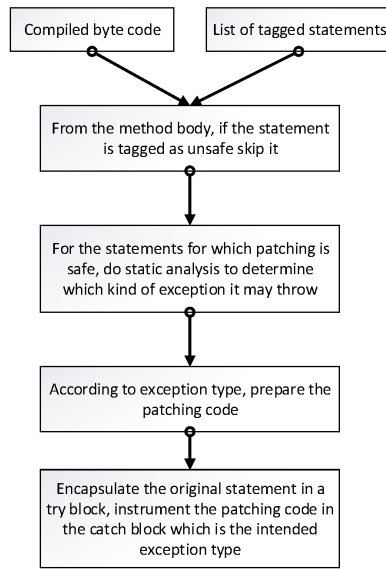 Compiled byte code
List of tagged statements
From the method body, if the statement
is tagged as unsafe skip it
For the statements for which patching is
safe, do static analysis to determine
which kind of exception it may throw
According to exception type, prepare the
patching code
Encapsulate the original statement in a
try block, instrument the patching code in
the catch block which is the intended
exception type